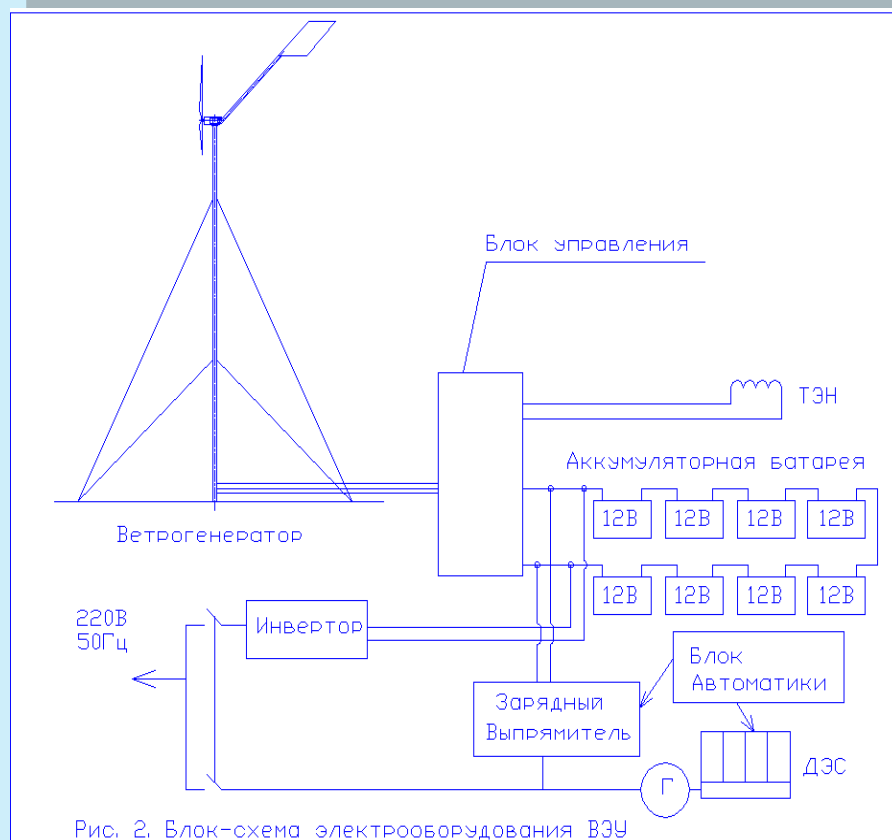 Блок управления
ТЭН
Аккумуляторная батарея
12В 12В 12В 12В
Ветрогенератор
12В 12В 12В 12В
220В
50Гц
Инвертор
Блок
Автоматики
Зарядный
Выпрямитель
Г
ДЭС
Рис. 2. Блок-схема электрооборудования ВЭУ